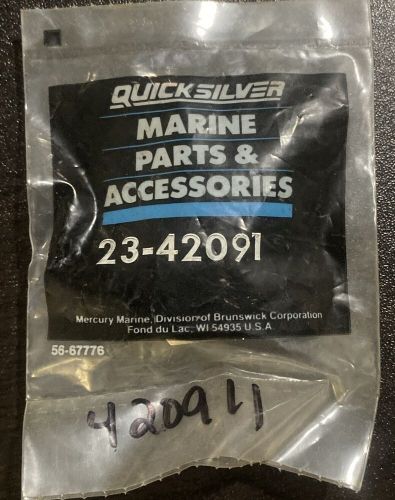 QUICKSILVER
MARINE
PARTS &
ACCESSORIES
23-42091
Mercury Marine, Division of Brunswick Corporation
Fond du Lac, WI 54935 U.S.A.
56-67776
420911